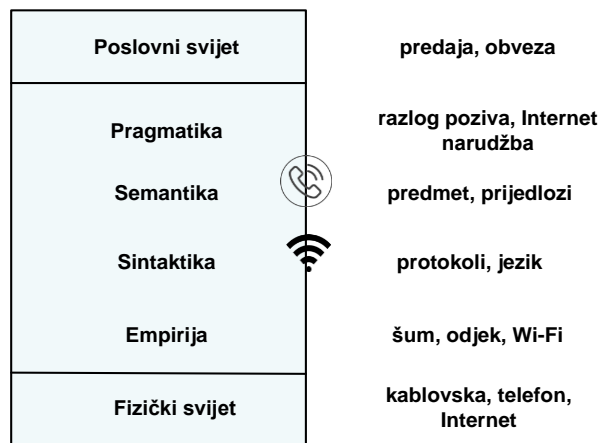 Poslovni svijet
predaja, obveza
Pragmatika
razlog poziva, Internet
narudžba
Semantika
predmet, prijedlozi
Sintaktika
protokoli, jezik
Empirija
šum, odjek, Wi-Fi
Fizički svijet
kablovska, telefon,
Internet